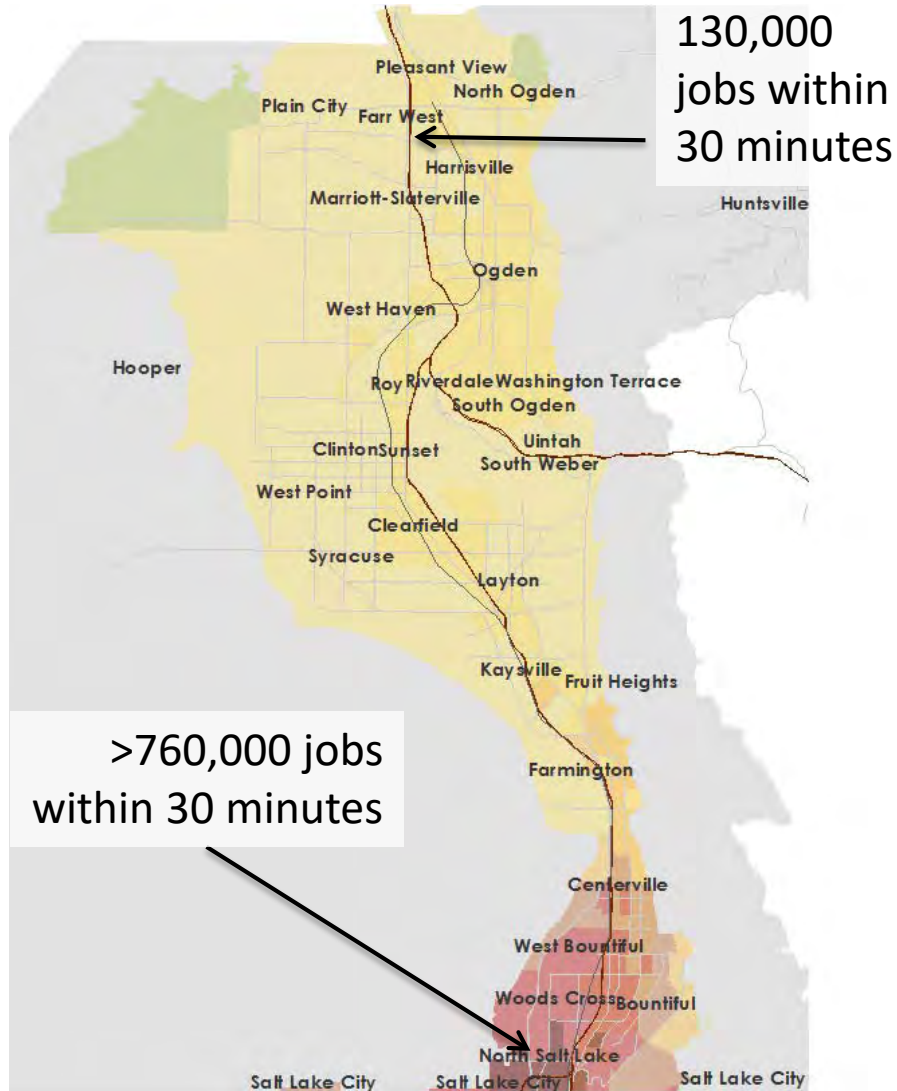 130,000
jobs within
30 minutes
Pleasant View
North Ogden
Plain City
Farr West
Harrisville
Marriott-Slaterville
Huntsville
Ogden
West Haven
Hooper
Roy
Riverdale
Washington Terrace
South Ogden
Uintah
Clinton
Sunset
South Weber
West Point
Clearfield
Syracuse
Layton
Kaysville
Fruit Heights
>760,000 jobs
within 30 minutes
Farmington
Centerville
West Bountiful
Woods Cross
Bountiful
North Salt Lake
Salt Lake City
Salt Lake City
Salt Lake City